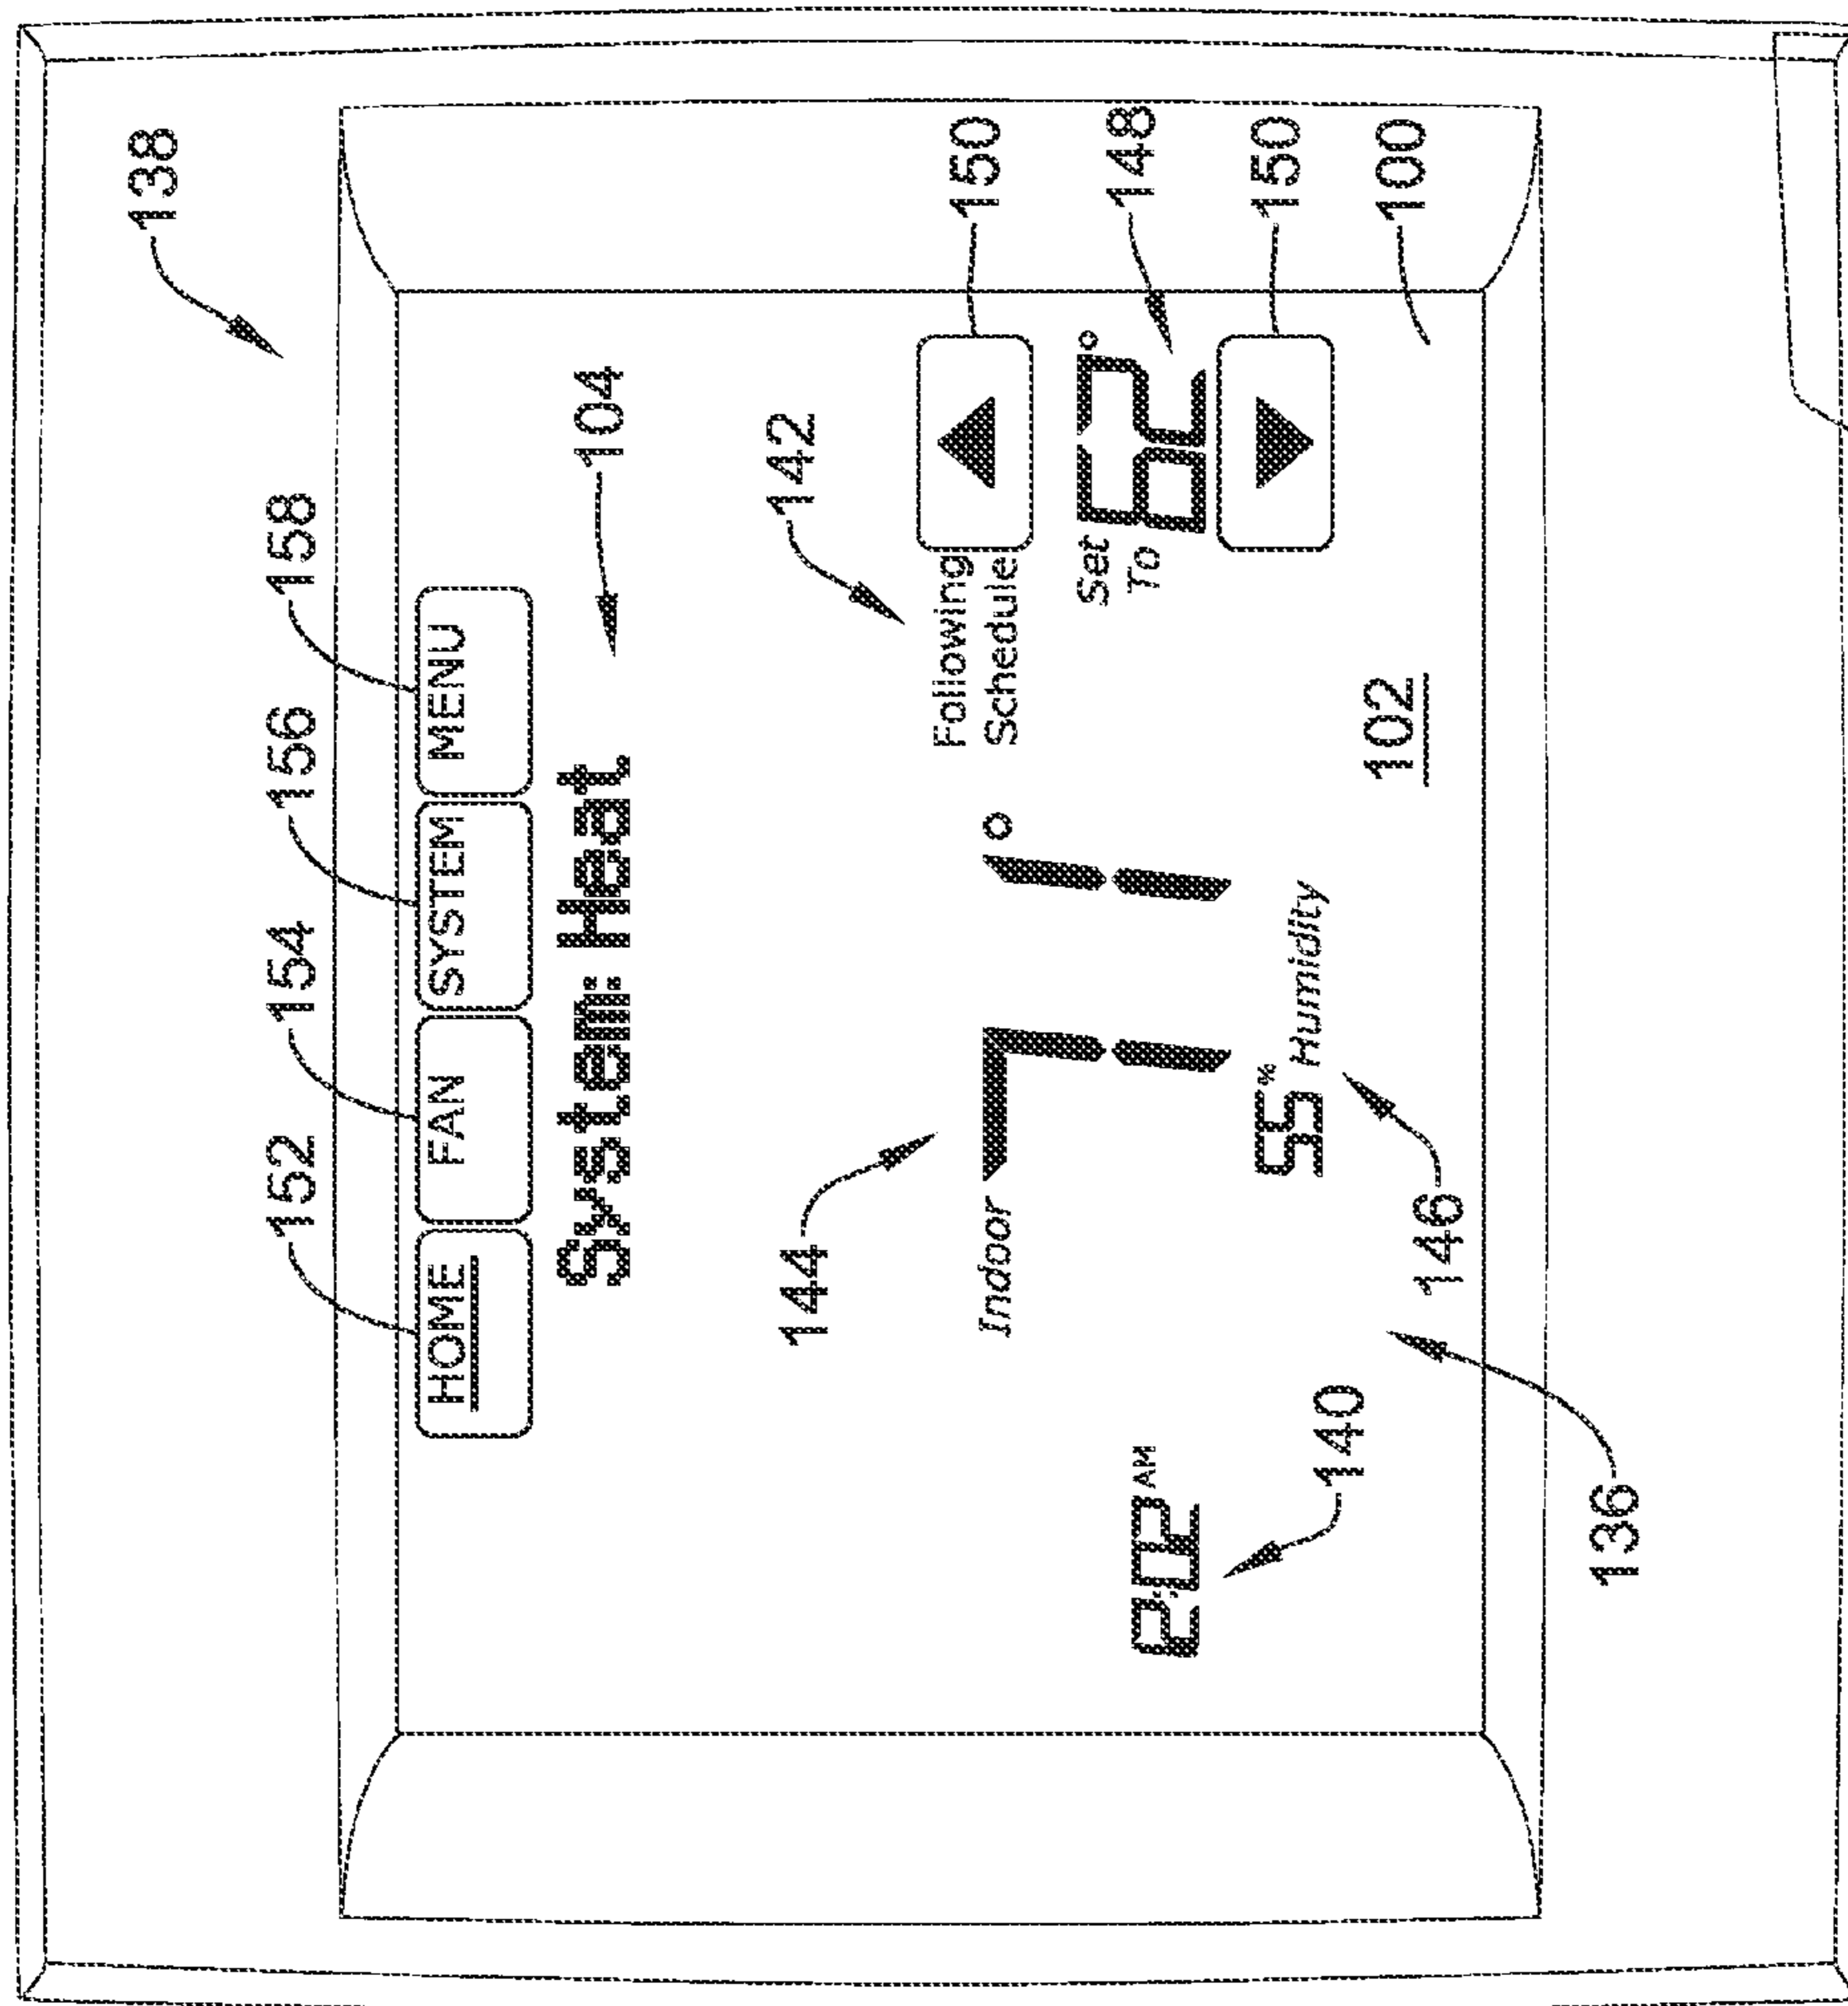 138
152 154 156 158
HOME FAN SYSTEM MENU
System: Heat 104
144 142
Following
Schedule
150
Indoor 71°
Set
To
62°
148
2:02 AM
55% Humidity
150
140
102
100
146
136